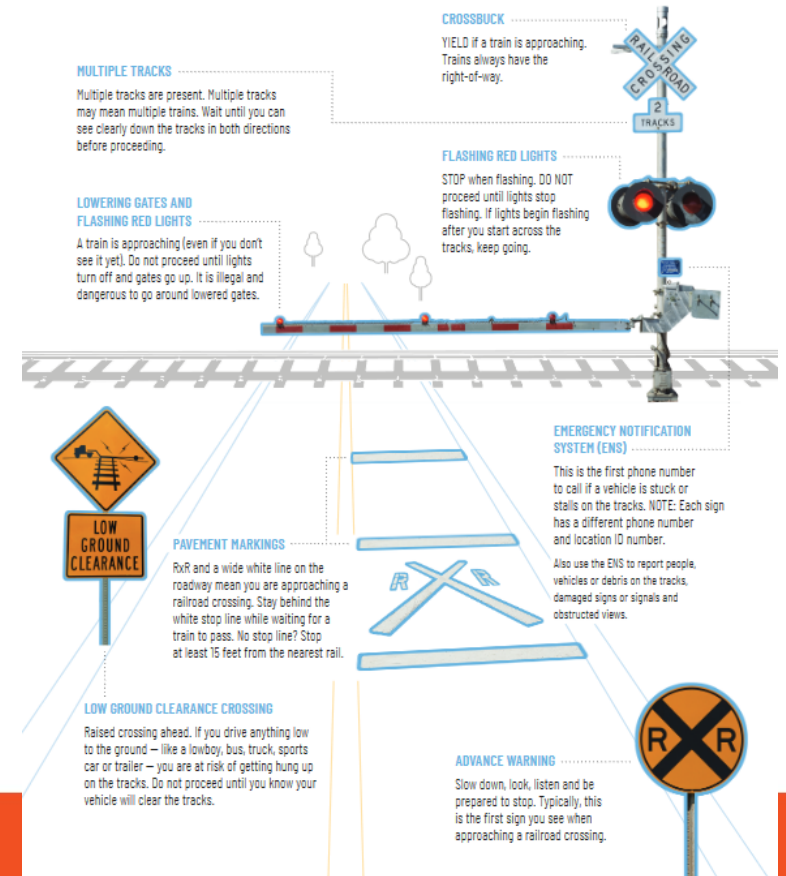 CROSSBUCK
YIELD if a train is approaching.
Trains always have the
right-of-way.
RAILROAD
CROSSING
2
TRACKS
MULTIPLE TRACKS
Multiple tracks are present. Multiple tracks
may mean multiple trains. Wait until you can
see clearly down the tracks in both directions
before proceeding.
FLASHING RED LIGHTS
STOP when flashing. DO NOT
proceed until lights stop
flashing. If lights begin flashing
after you start across the
tracks, keep going.
LOWERING GATES AND
FLASHING RED LIGHTS
A train is approaching (even if you don't
see it yet). Do not proceed until lights
turn off and gates go up. It is illegal and
dangerous to go around lowered gates.
EMERGENCY NOTIFICATION
SYSTEM (ENS)
This is the first phone number
to call if a vehicle is stuck or
stalls on the tracks. NOTE: Each sign
has a different phone number
and location ID number.
Also use the ENS to report people,
vehicles or debris on the tracks,
damaged signs or signals and
obstructed views.
LOW
GROUND
CLEARANCE
PAVEMENT MARKINGS
RxR and a wide white line on the
roadway mean you are approaching a
railroad crossing. Stay behind the
white stop line while waiting for a
train to pass. No stop line? Stop
at least 15 feet from the nearest rail.
R R
LOW GROUND CLEARANCE CROSSING
Raised crossing ahead. If you drive anything low
to the ground – like a lowboy, bus, truck, sports
car or trailer – you are at risk of getting hung up
on the tracks. Do not proceed until you know your
vehicle will clear the tracks.
R R
ADVANCE WARNING
Slow down, look, listen and be
prepared to stop. Typically, this
is the first sign you see when
approaching a railroad crossing.